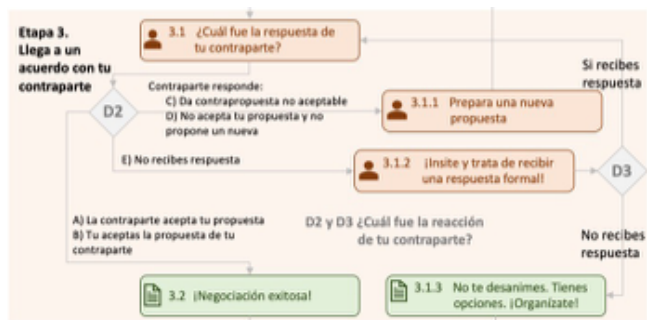 Etapa 3.
Llega a un
acuerdo con tu
contraparte
3.1 ¿Cuál fue la respuesta de
tu contraparte?
Si recibes
respuesta
D2
Contraparte responde:
C) Da contrapropuesta no aceptable
D) No acepta tu propuesta y no
propone un nueva
3.1.1 Prepara una nueva
propuesta
E) No recibes respuesta
3.1.2 ¡Insite y trata de recibir
una respuesta formal!
D3
A) La contraparte acepta tu propuesta
B) Tu aceptas la propuesta de tu
contraparte
D2 y D3 ¿Cuál fue la reacción
de tu contraparte?
No recibes
respuesta
3.2 ¡Negociación exitosa!
3.1.3 No te desanimes. Tienes
opciones. ¡Organízate!